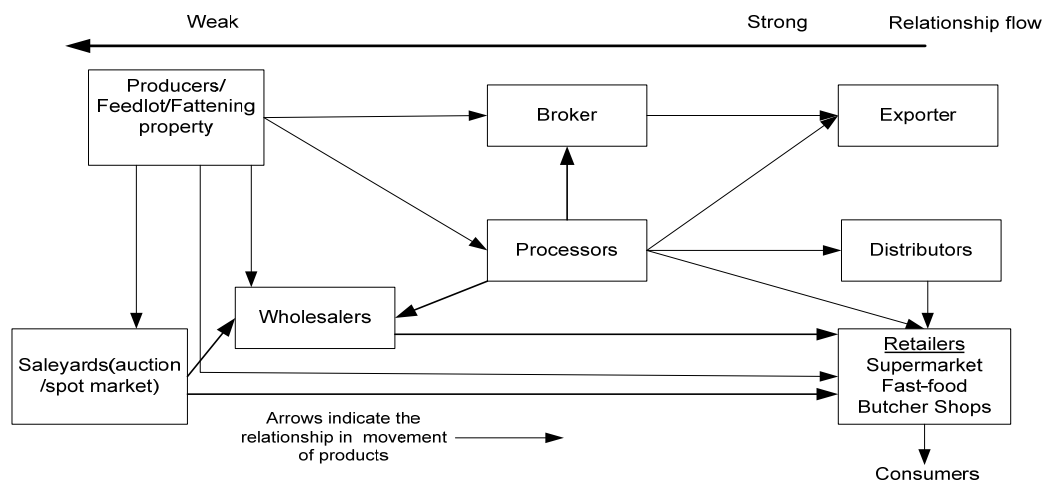 Weak
Strong
Relationship flow
Producers/
Feedlot/Fattening
property
Broker
Exporter
Processors
Distributors
Wholesalers
Saleyards(auction
/spot market)
Retailers
Supermarket
Fast-food
Butcher Shops
Arrows indicate the
relationship in movement
of products
Consumers